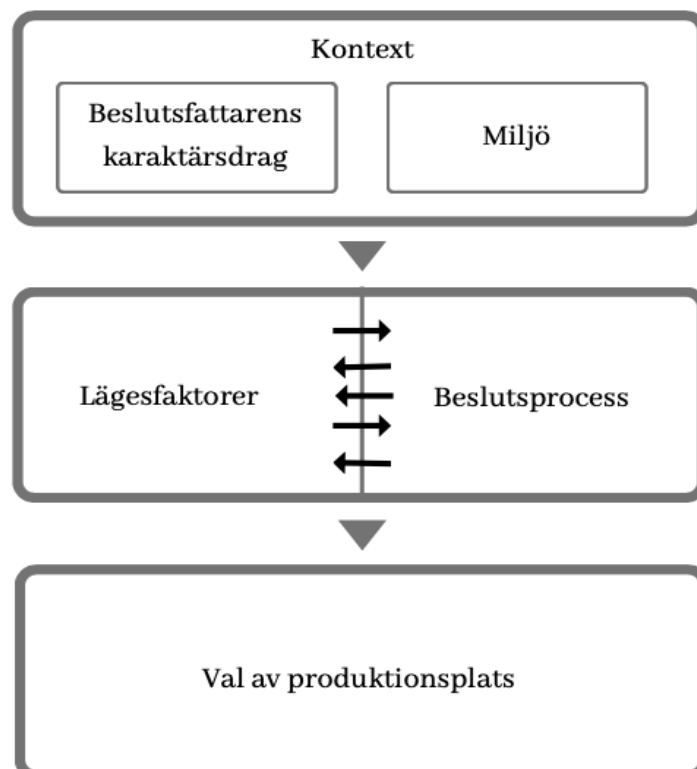 Kontext
Beslutsfattarens
karaktärsdrag
Miljö
Lägesfaktorer
Beslutsprocess
Val av produktionsplats